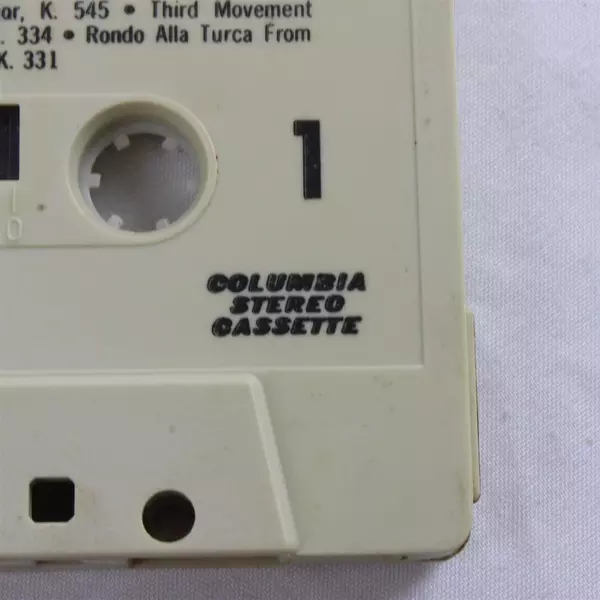 or, K. 545 • Third Movement
. 334 • Rondo Alla Turca From
K. 331
1
COLUMBIA
STEREO
CASSETTE